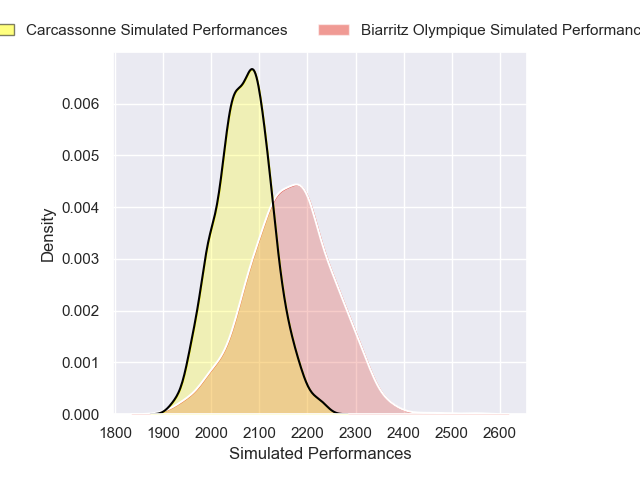 Carcassonne Simulated Performances
Biarritz Olympique Simulated
0.006
0.005
0.004
0.003
0.002
0.001
0.000
Density
1800 1900 2000 2100 2200 2300 2400 2500 2600
Simulated Performances